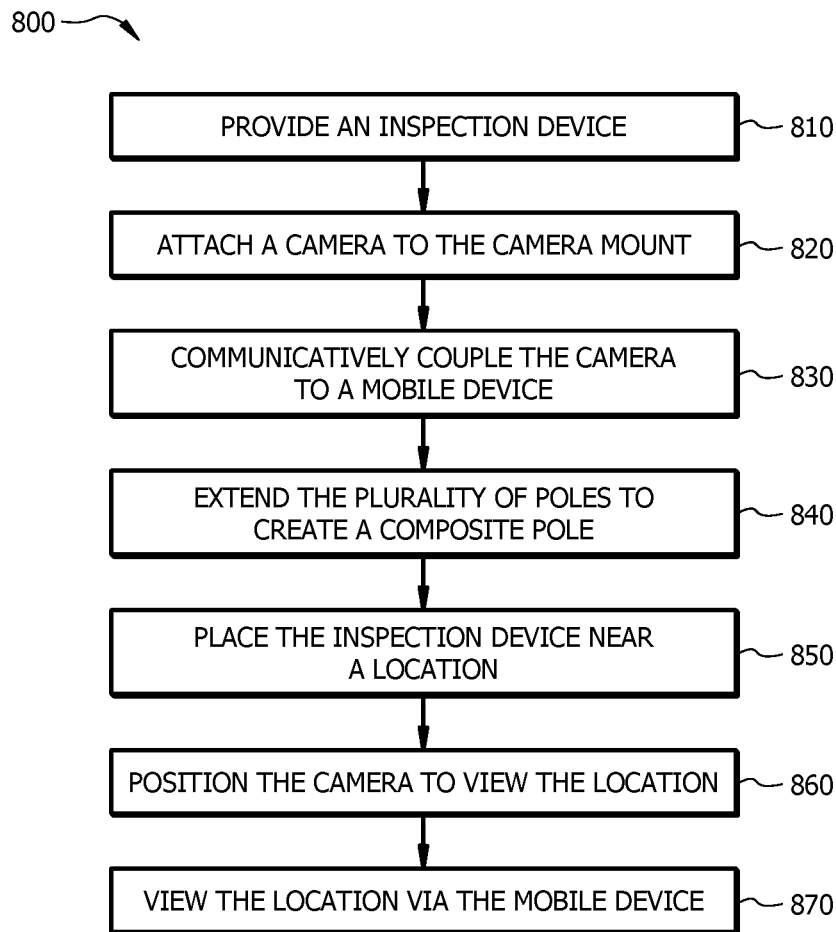 800
PROVIDE AN INSPECTION DEVICE
810
ATTACH A CAMERA TO THE CAMERA MOUNT
820
COMMUNICATIVELY COUPLE THE CAMERA
TO A MOBILE DEVICE
830
EXTEND THE PLURALITY OF POLES TO
CREATE A COMPOSITE POLE
840
PLACE THE INSPECTION DEVICE NEAR
A LOCATION
850
POSITION THE CAMERA TO VIEW THE LOCATION
860
VIEW THE LOCATION VIA THE MOBILE DEVICE
870